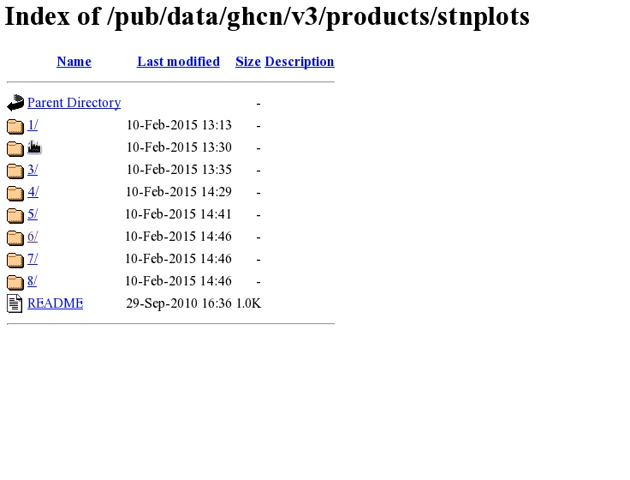 Index of /pub/data/ghcn/v3/products/stnplots
Name Last modified Size Description
Parent Directory -
1/ 10-Feb-2015 13:13 -
10-Feb-2015 13:30 -
3/ 10-Feb-2015 13:35 -
4/ 10-Feb-2015 14:29 -
5/ 10-Feb-2015 14:41 -
6/ 10-Feb-2015 14:46 -
7/ 10-Feb-2015 14:46 -
8/ 10-Feb-2015 14:46 -
README 29-Sep-2010 16:36 1.0K